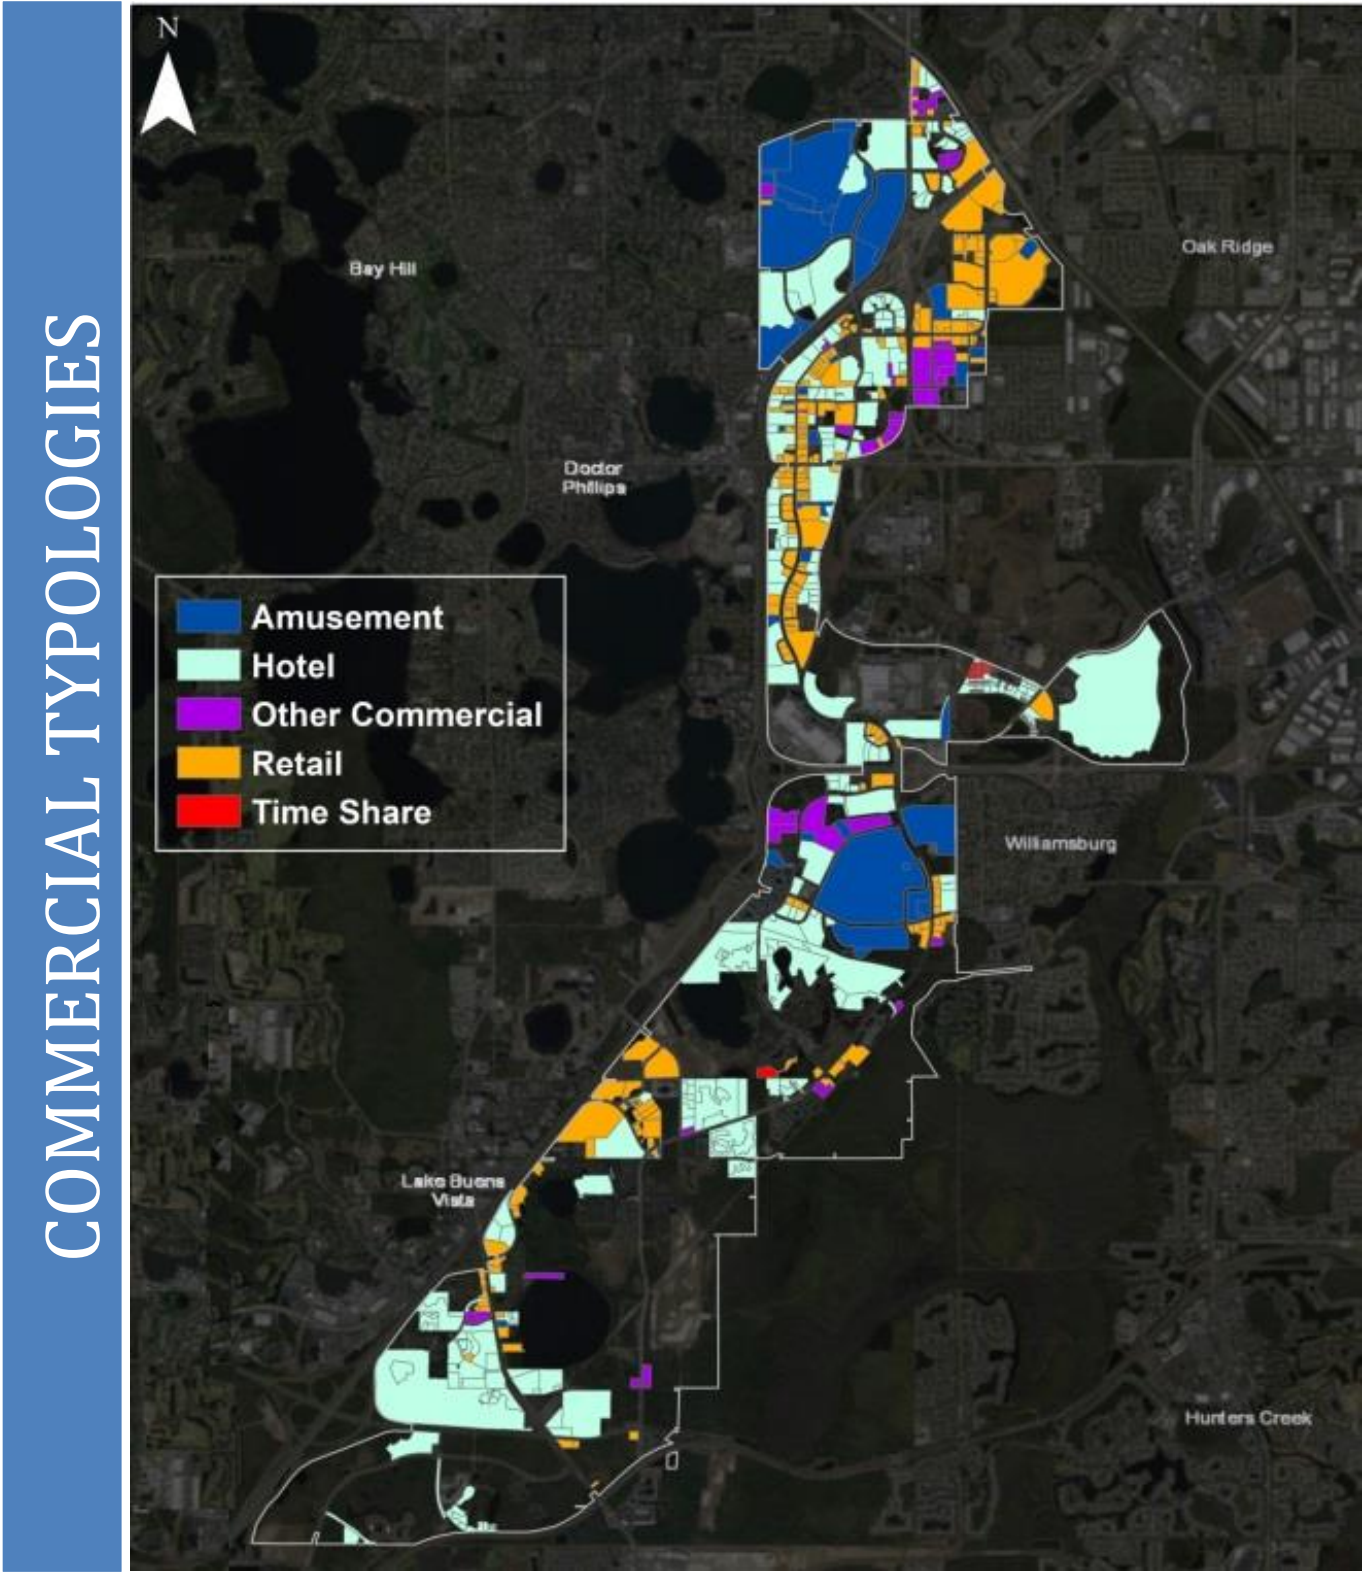 COMMERCIAL TYPOLOGIES
N
Oak Ridge
Bay Hill
Doctor
Phillips
Amusement
Hotel
Other Commercial
Retail
Time Share
Williamsburg
Lake Buena
Vista
Hunters Creek